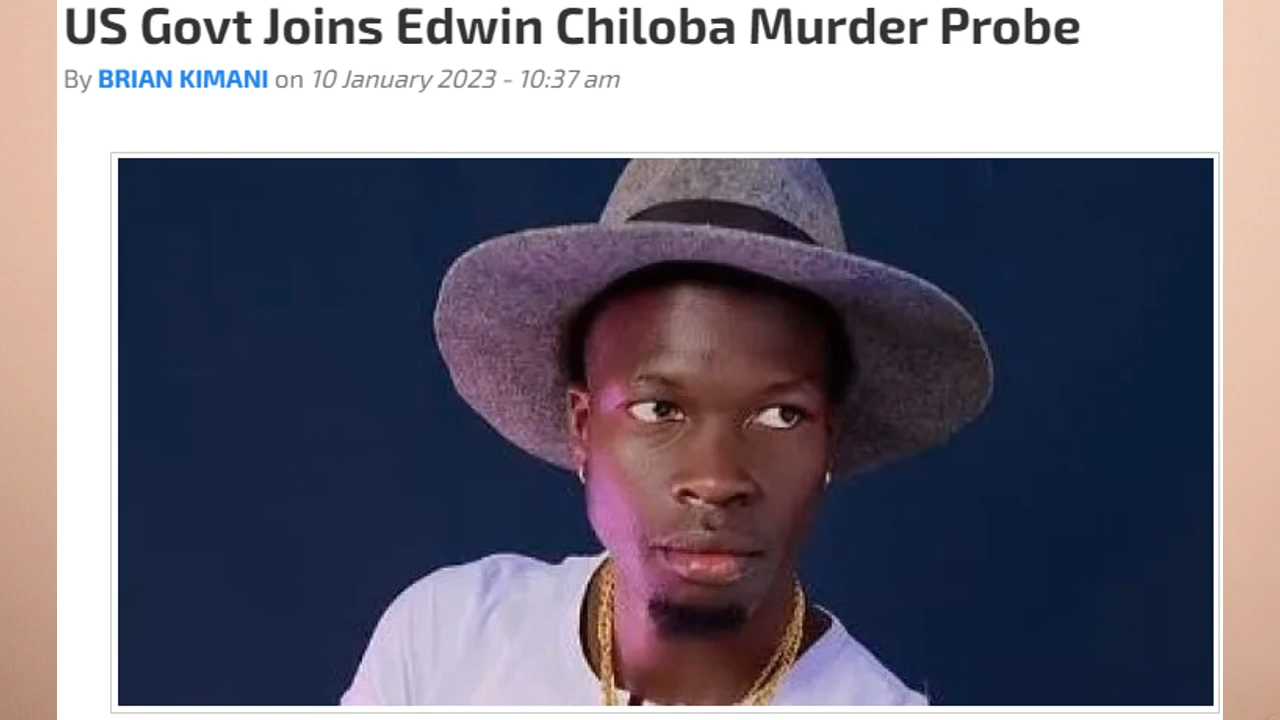 US Govt Joins Edwin Chiloba Murder Probe
By BRIAN KIMANI on 10 January 2023 - 10:37 am